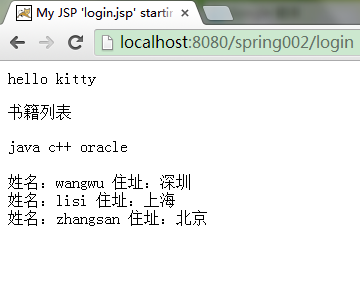 My JSP 'login.jsp' startin
localhost:8080/spring002/login
hello kitty
书籍列表
java c++ oracle
姓名：wangwu 住址：深圳
姓名：lisi 住址：上海
姓名：zhangsan 住址：北京